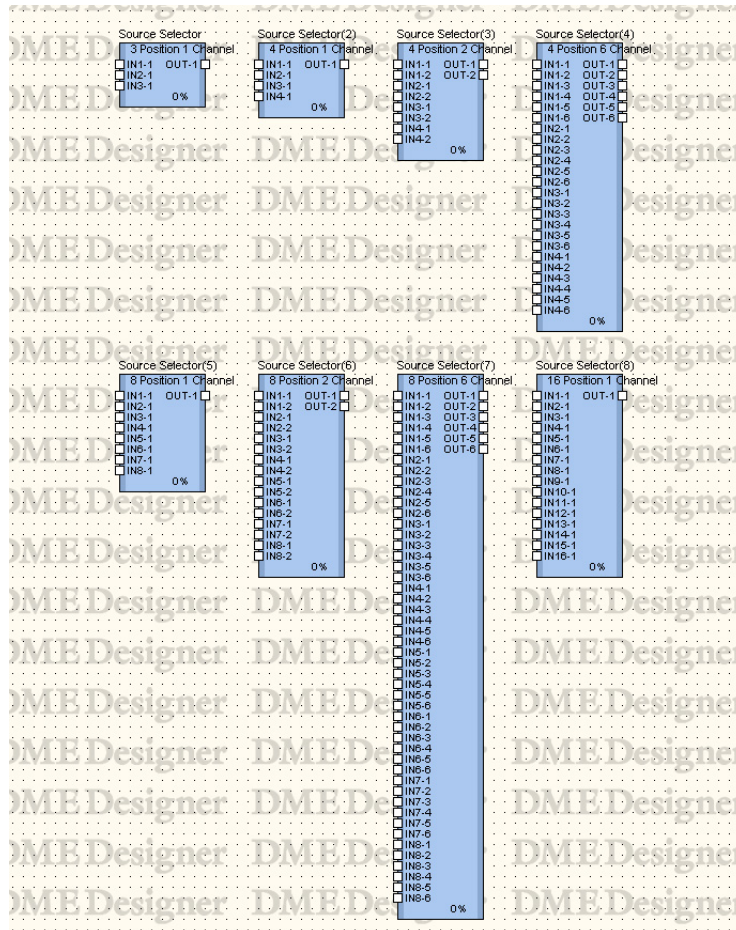 Source Selector
3 Position 1 Channel
IN1-1 OUT-1
IN2-1
IN3-1
0%
Source Selector(2)
4 Position 1 Channel
IN1-1 OUT-1
IN2-1
IN3-1
IN4-1
0%
Source Selector(3)
4 Position 2 Channel
IN1-1 OUT-1
IN1-2 OUT-2
IN2-1
IN2-2
IN3-1
IN3-2
IN4-1
IN4-2
0%
Source Selector(4)
4 Position 6 Channel
IN1-1 OUT-1
IN1-2 OUT-2
IN1-3 OUT-3
IN1-4 OUT-4
IN1-5 OUT-5
IN1-6 OUT-6
IN2-1
IN2-2
IN2-3
IN2-4
IN2-5
IN2-6
IN3-1
IN3-2
IN3-3
IN3-4
IN3-5
IN3-6
IN4-1
IN4-2
IN4-3
IN4-4
IN4-5
IN4-6
0%
Source Selector(5)
8 Position 1 Channel
IN1-1 OUT-1
IN2-1
IN3-1
IN4-1
IN5-1
IN6-1
IN7-1
IN8-1
0%
Source Selector(6)
8 Position 2 Channel
IN1-1 OUT-1
IN1-2 OUT-2
IN2-1
IN2-2
IN3-1
IN3-2
IN4-1
IN4-2
IN5-1
IN5-2
IN6-1
IN6-2
IN7-1
IN7-2
IN8-1
IN8-2
0%
Source Selector(7)
8 Position 6 Channel
IN1-1 OUT-1
IN1-2 OUT-2
IN1-3 OUT-3
IN1-4 OUT-4
IN1-5 OUT-5
IN1-6 OUT-6
IN2-1
IN2-2
IN2-3
IN2-4
IN2-5
IN2-6
IN3-1
IN3-2
IN3-3
IN3-4
IN3-5
IN3-6
IN4-1
IN4-2
IN4-3
IN4-4
IN4-5
IN4-6
IN5-1
IN5-2
IN5-3
IN5-4
IN5-5
IN5-6
IN6-1
IN6-2
IN6-3
IN6-4
IN6-5
IN6-6
IN7-1
IN7-2
IN7-3
IN7-4
IN7-5
IN7-6
IN8-1
IN8-2
IN8-3
IN8-4
IN8-5
IN8-6
0%
Source Selector(8)
16 Position 1 Channel
IN1-1 OUT-1
IN2-1
IN3-1
IN4-1
IN5-1
IN6-1
IN7-1
IN8-1
IN9-1
IN10-1
IN11-1
IN12-1
IN13-1
IN14-1
IN15-1
IN16-1
0%
DME Designer